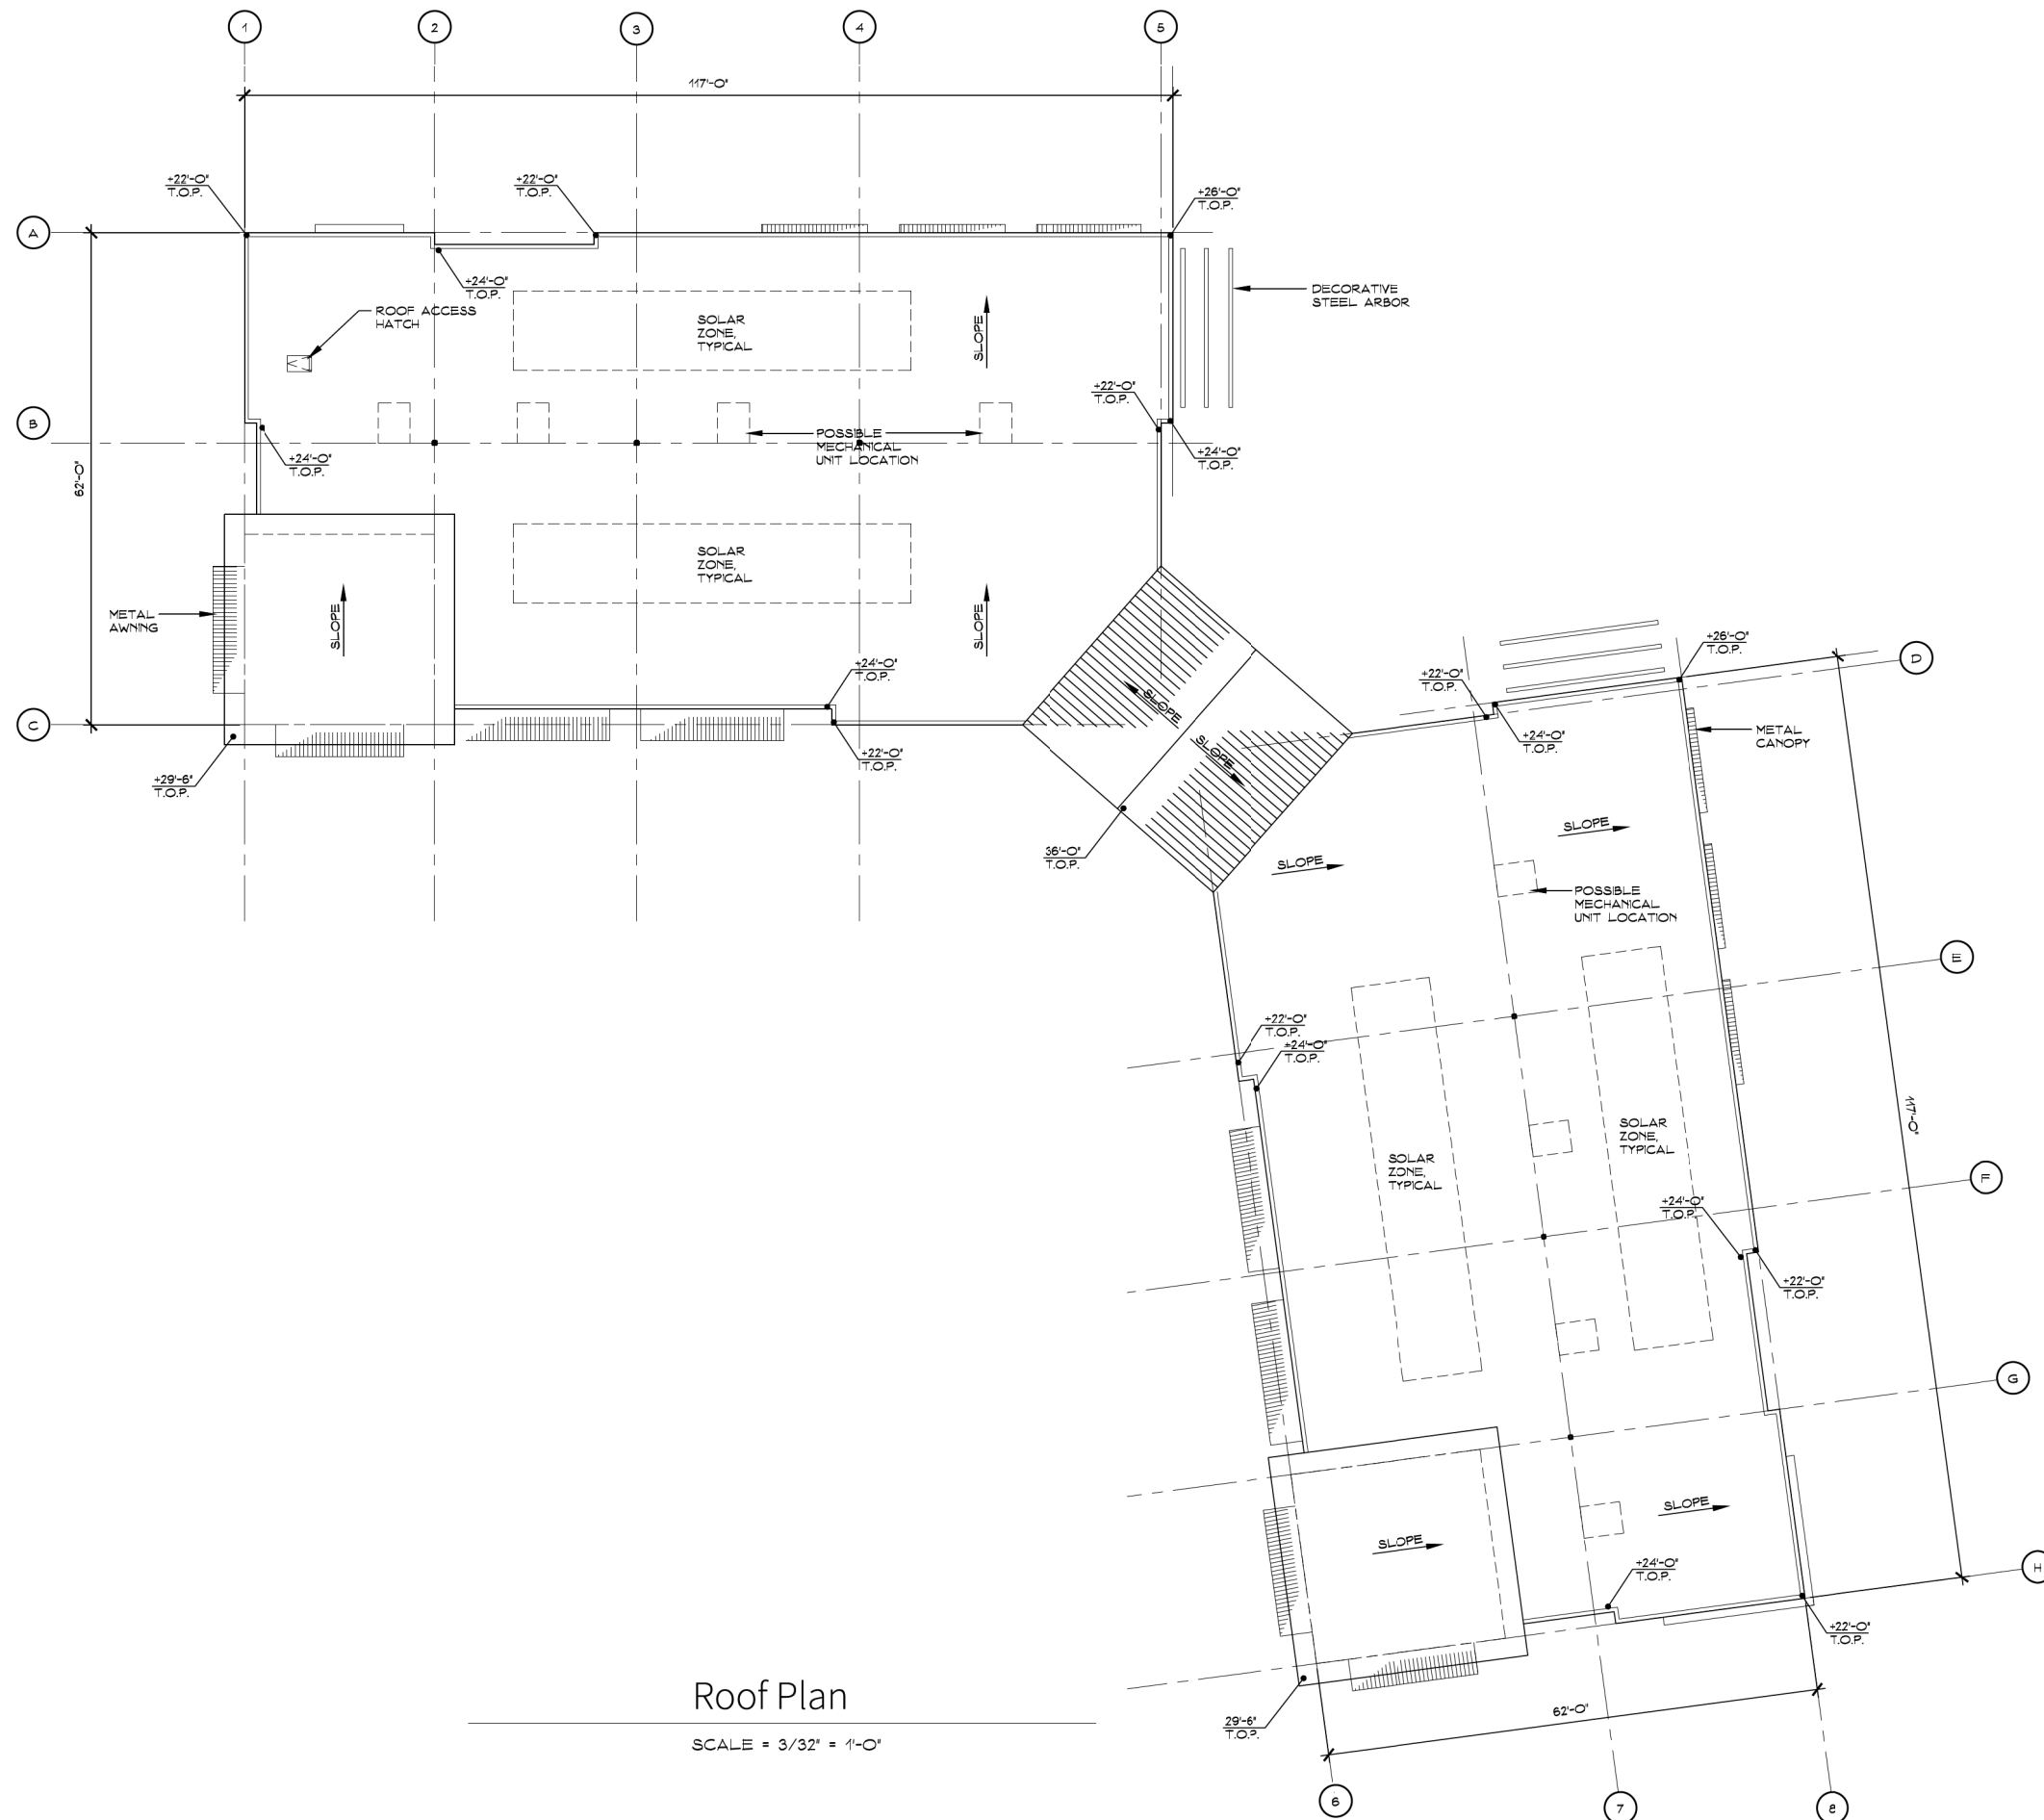 1
2
3
4
5
117'-0"
+22'-0"
T.O.P.
+22'-0"
T.O.P.
+26'-0"
T.O.P.
A
+24'-0"
T.O.P.
DECORATIVE
STEEL ARBOR
ROOF ACCESS
HATCH
SOLAR
ZONE,
TYPICAL
SLOPE
+22'-0"
T.O.P.
B
POSSIBLE
MECHANICAL
UNIT LOCATION
+24'-0"
T.O.P.
+24'-0"
T.O.P.
62'-0"
SOLAR
ZONE,
TYPICAL
METAL
AWNING
SLOPE
SLOPE
+24'-0"
T.O.P.
C
+22'-0"
T.O.P.
+29'-6"
T.O.P.
SLOPE
SLOPE
36'-0"
T.O.P.
+26'-0"
T.O.P.
D
+22'-0"
T.O.P.
+24'-0"
T.O.P.
METAL
CANOPY
SLOPE
SLOPE
POSSIBLE
MECHANICAL
UNIT LOCATION
E
+22'-0"
T.O.P.
+24'-0"
T.O.P.
117'-0"
SOLAR
ZONE,
TYPICAL
SOLAR
ZONE,
TYPICAL
F
+24'-0"
T.O.P.
+22'-0"
T.O.P.
G
SLOPE
SLOPE
+24'-0"
T.O.P.
H
+22'-0"
T.O.P.
29'-6"
T.O.P.
62'-0"
6
7
8
Roof Plan
SCALE = 3/32" = 1'-0"